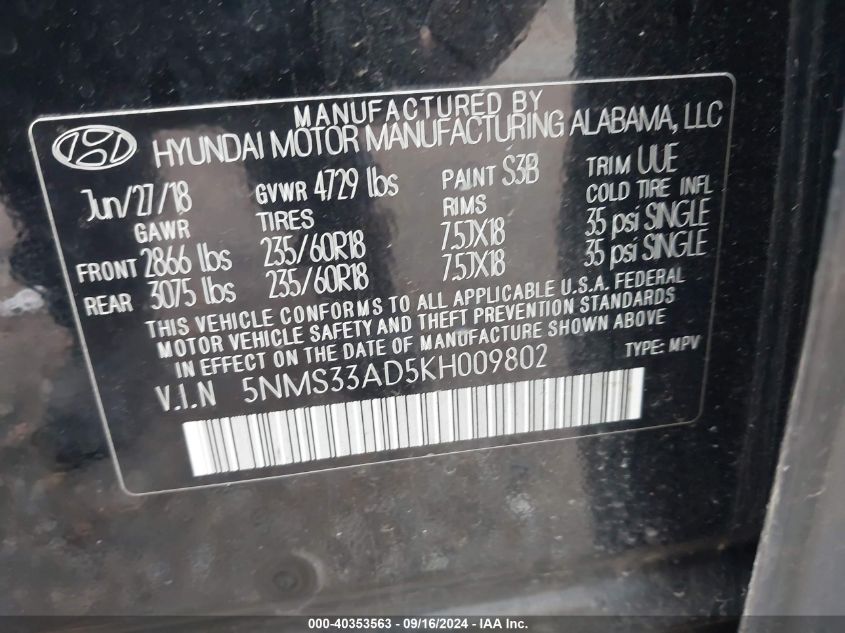 MANUFACTURED BY
HYUNDAI MOTOR MANUFACTURING ALABAMA, LLC
Jun/27/18 GVWR 4729 lbs PAINT S3B TRIM UUE
GAWR TIRES RIMS COLD TIRE INFL
FRONT 2866 lbs 235/60R18 7.5JX18 35 psi SINGLE
REAR 3075 lbs 235/60R18 7.5JX18 35 psi SINGLE
THIS VEHICLE CONFORMS TO ALL APPLICABLE U.S.A. FEDERAL
MOTOR VEHICLE SAFETY AND THEFT PREVENTION STANDARDS
IN EFFECT ON THE DATE OF MANUFACTURE SHOWN ABOVE
V.I.N 5NMS33AD5KH009802 TYPE: MPV
000-40353563 - 09/16/2024 - IAA Inc.